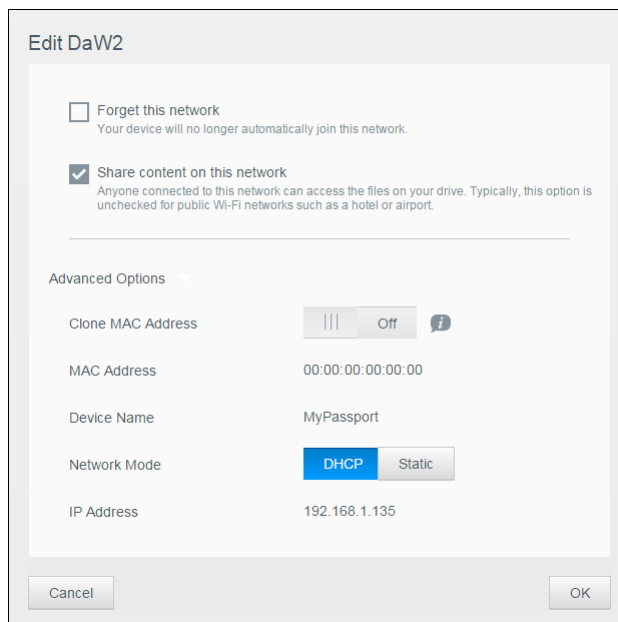 Edit DaW2
Forget this network
Your device will no longer automatically join this network.
Share content on this network
Anyone connected to this network can access the files on your drive. Typically, this option is
unchecked for public Wi-Fi networks such as a hotel or airport.
Advanced Options
Clone MAC Address Off
MAC Address 00:00:00:00:00:00
Device Name MyPassport
Network Mode DHCP Static
IP Address 192.168.1.135
Cancel OK